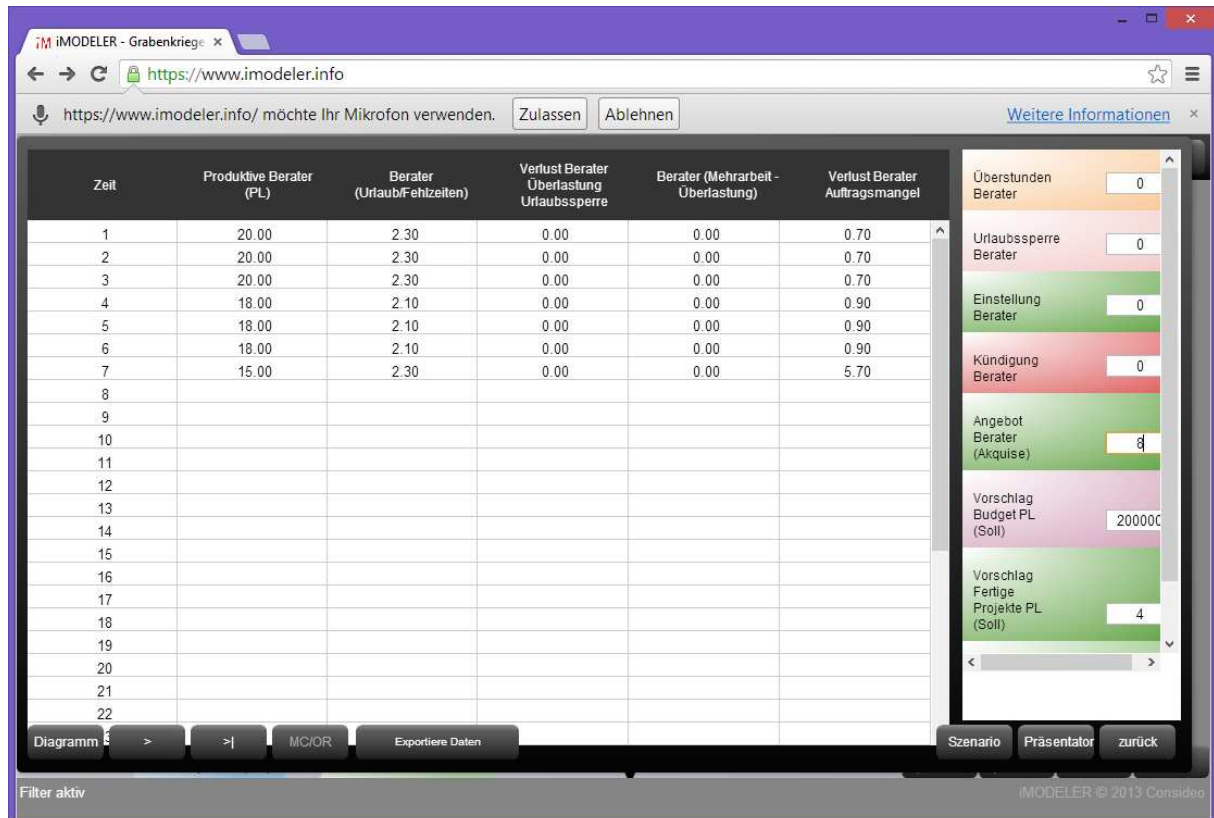 iM iMODELER - Grabenkriege ×
https://www.imodeler.info
https://www.imodeler.info/ möchte Ihr Mikrofon verwenden. Zulassen Ablehnen Weitere Informationen ×
Zeit Produktive Berater (PL) Berater (Urlaub/Fehlzeiten) Verlust Berater Überlastung Urlaubssperre Berater (Mehrarbeit - Überlastung) Verlust Berater Auftragsmangel
1 20.00 2.30 0.00 0.00 0.70
2 20.00 2.30 0.00 0.00 0.70
3 20.00 2.30 0.00 0.00 0.70
4 18.00 2.10 0.00 0.00 0.90
5 18.00 2.10 0.00 0.00 0.90
6 18.00 2.10 0.00 0.00 0.90
7 15.00 2.30 0.00 0.00 5.70
8
9
10
11
12
13
14
15
16
17
18
19
20
21
22
Überstunden
Berater 0
Urlaubssperre
Berater 0
Einstellung
Berater 0
Kündigung
Berater 0
Angebot
Berater
(Akquise) 8
Vorschlag
Budget PL
(Soll) 200000
Vorschlag
Fertige
Projekte PL
(Soll) 4
Diagramm > >| MC/OR Exportiere Daten Szenario Präsentator zurück
Filter aktiv iMODELER © 2013 Consideo